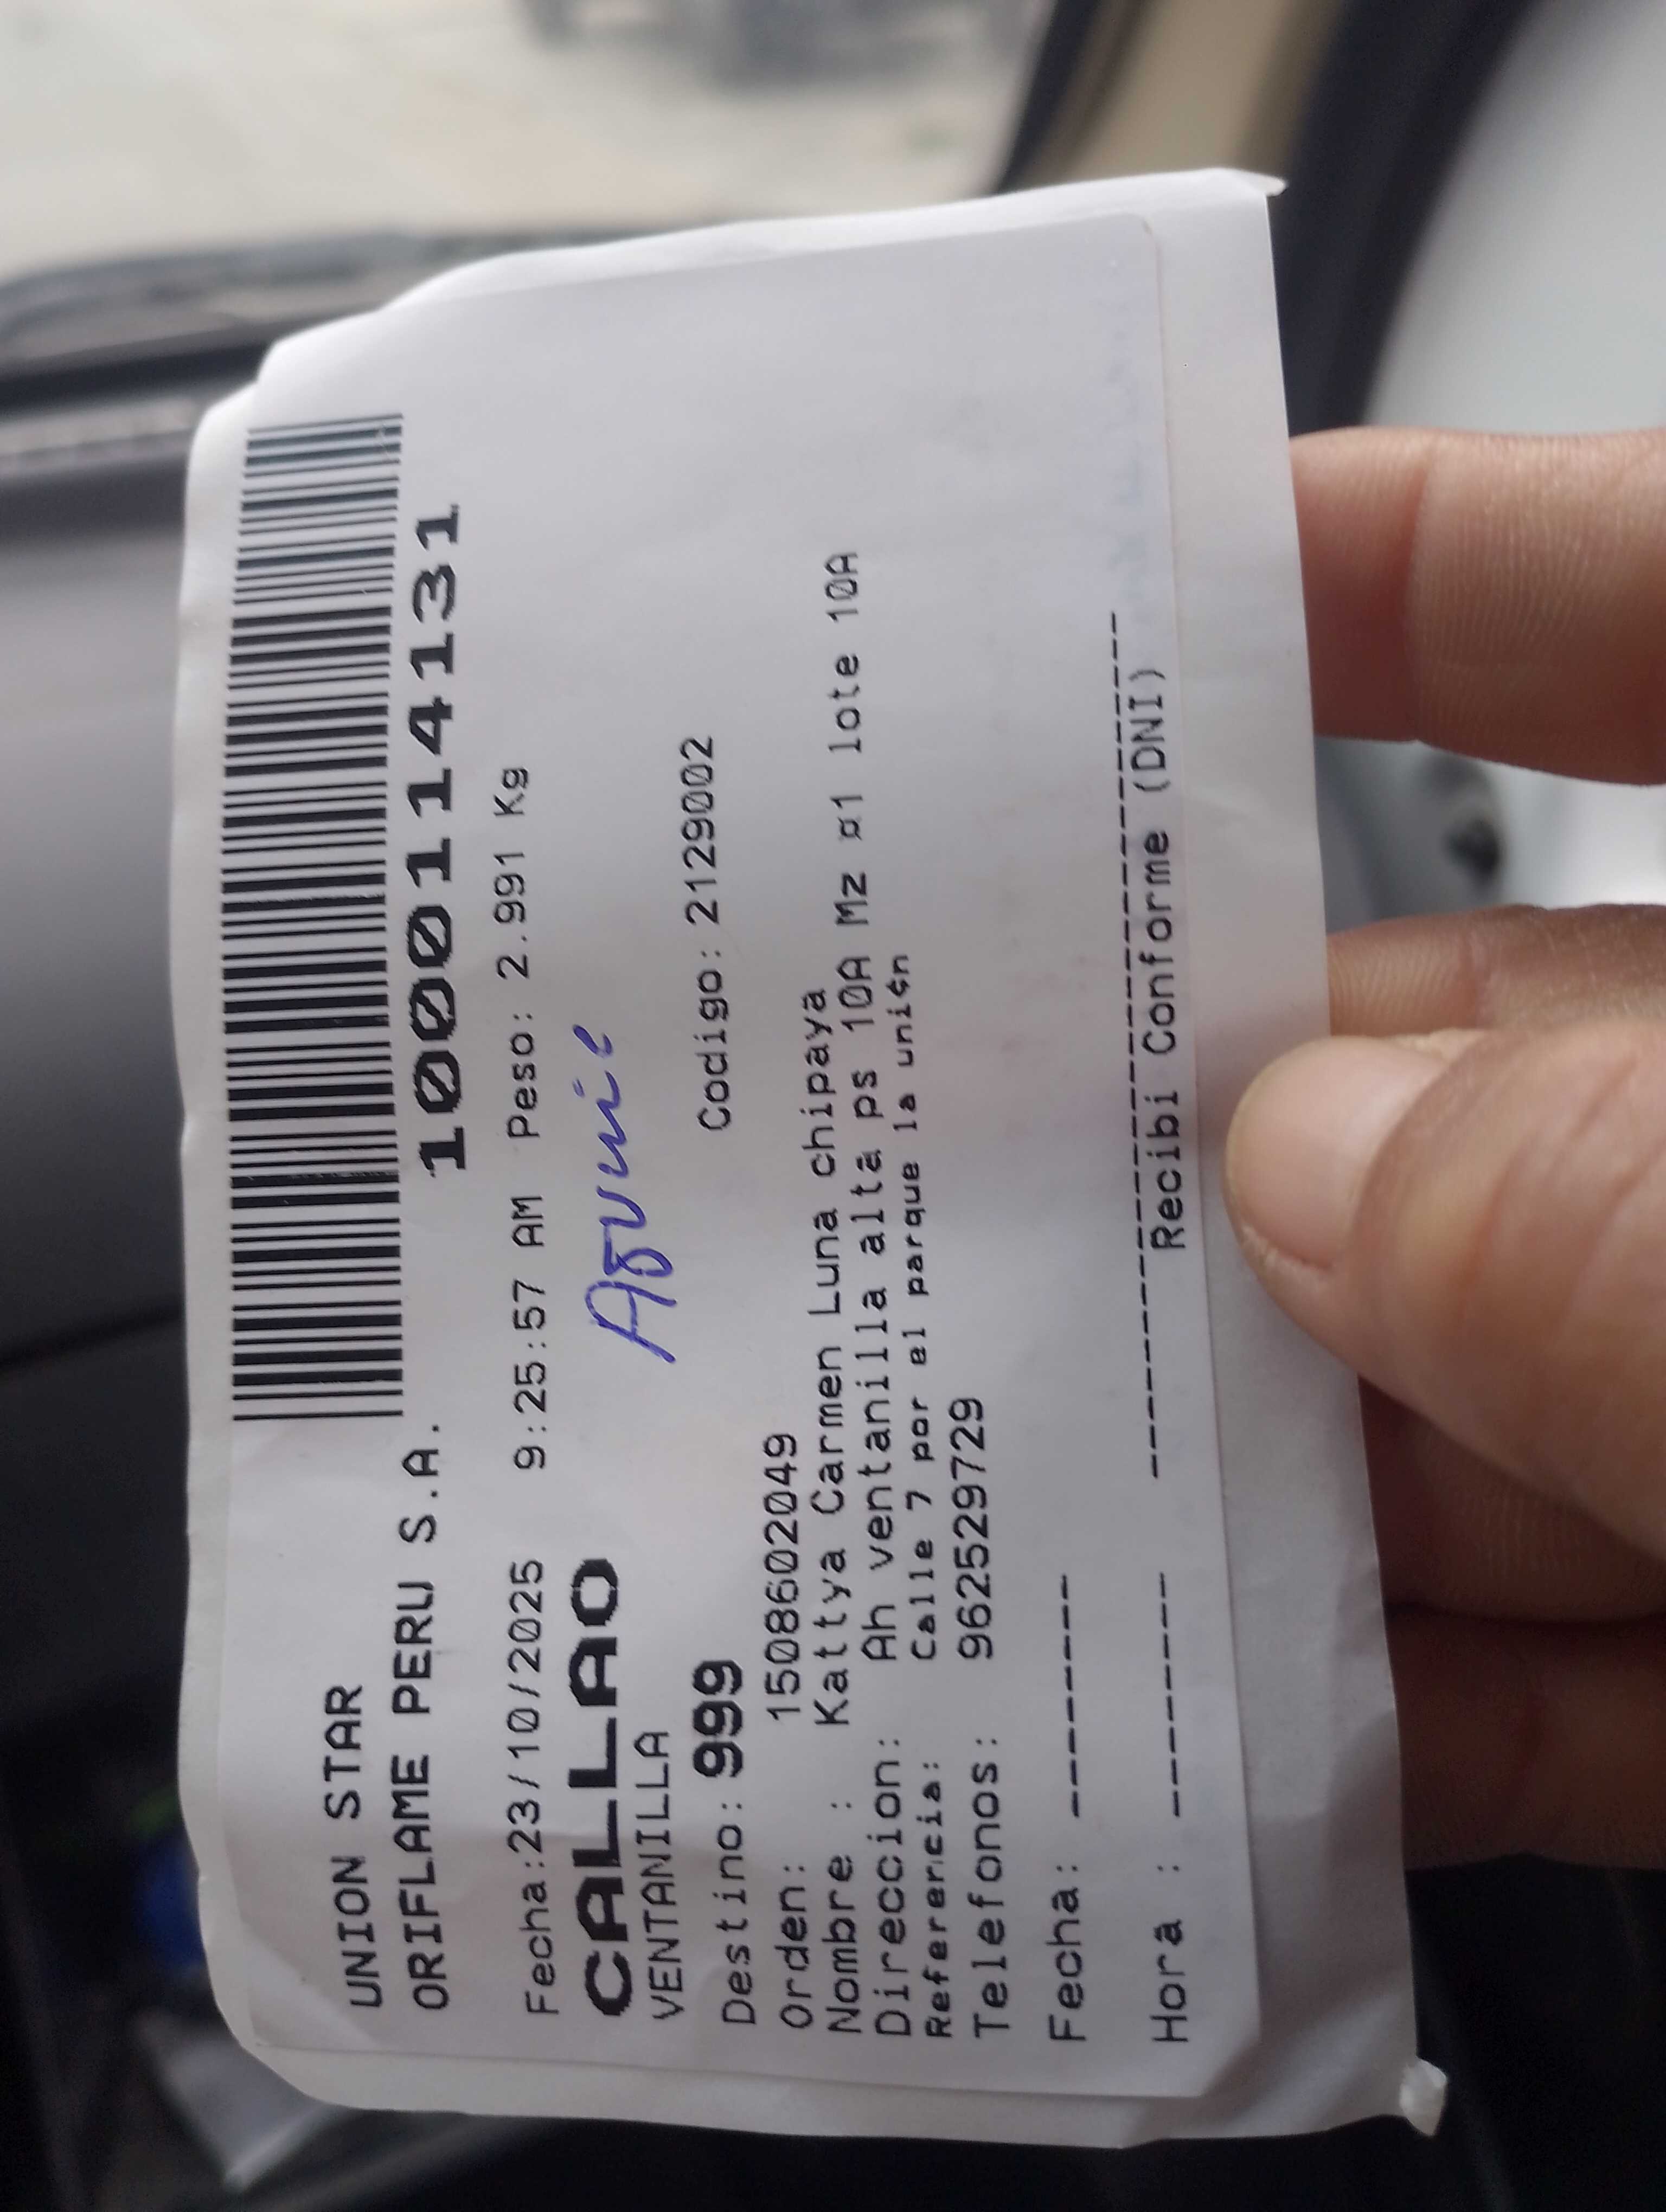 UNION STAR
ORIFLAME PERU S.A.
1000114131
Fecha:23/10/2025 9:25:57 AM Peso: 2.991 Kg
CALLAO
VENTANILLA
Destino: 999 Codigo: 2129002
Orden: 1508602049
Nombre : Kattya Carmen Luna chipaya
Direccion: Ah ventanilla alta ps 10A Mz ¤1 lote 10A
Referencia: Calle 7 por el parque la uni¢n
Telefonos: 962529729
Fecha: -------
Hora : -------
Recibi Conforme (DNI)